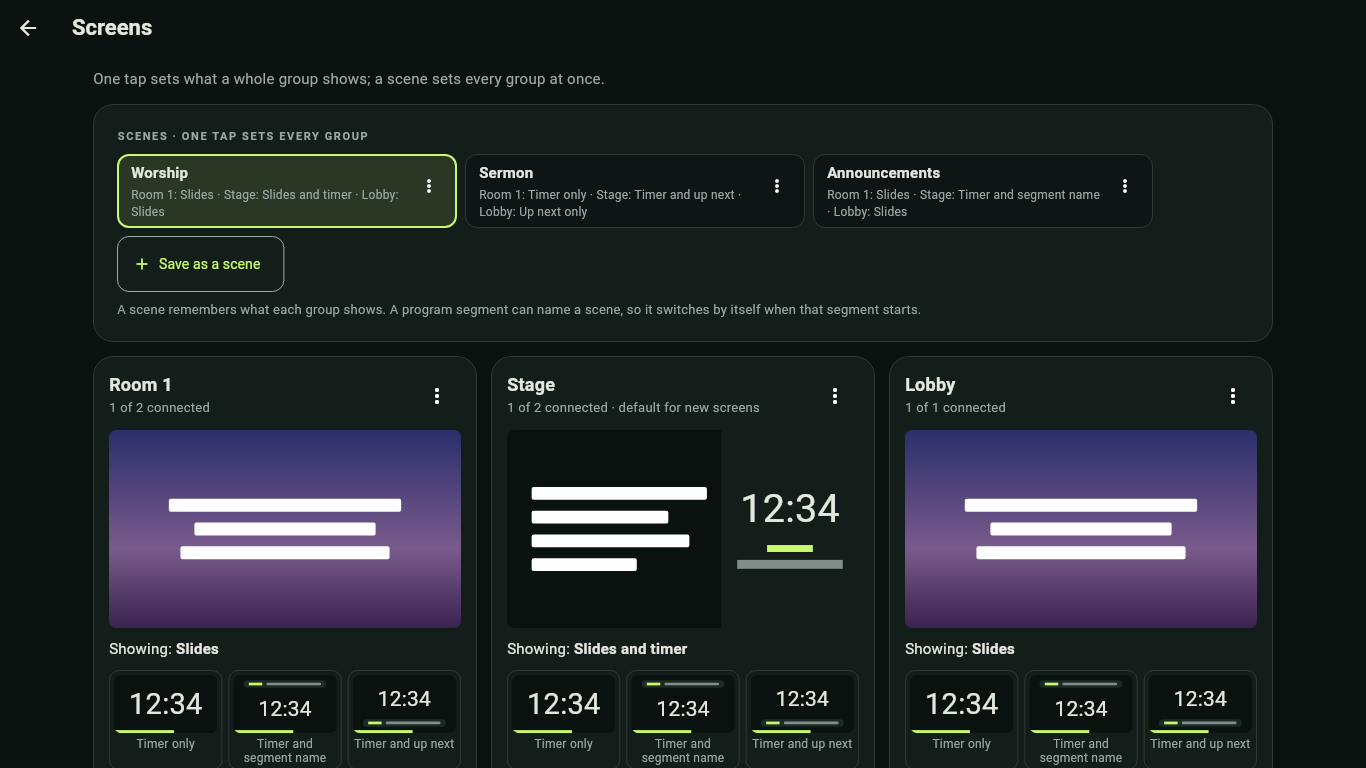 Screens
One tap sets what a whole group shows; a scene sets every group at once.
SCENES · ONE TAP SETS EVERY GROUP
Worship
Room 1: Slides · Stage: Slides and timer · Lobby:
Slides
Sermon
Room 1: Timer only · Stage: Timer and up next ·
Lobby: Up next only
Announcements
Room 1: Slides · Stage: Timer and segment name
· Lobby: Slides
+ Save as a scene
A scene remembers what each group shows. A program segment can name a scene, so it switches by itself when that segment starts.
Room 1
1 of 2 connected
Showing: Slides
12:34
Timer only
12:34
Timer and
segment name
12:34
Timer and up next
Stage
1 of 2 connected · default for new screens
12:34
Showing: Slides and timer
12:34
Timer only
12:34
Timer and
segment name
12:34
Timer and up next
Lobby
1 of 1 connected
Showing: Slides
12:34
Timer only
12:34
Timer and
segment name
12:34
Timer and up next